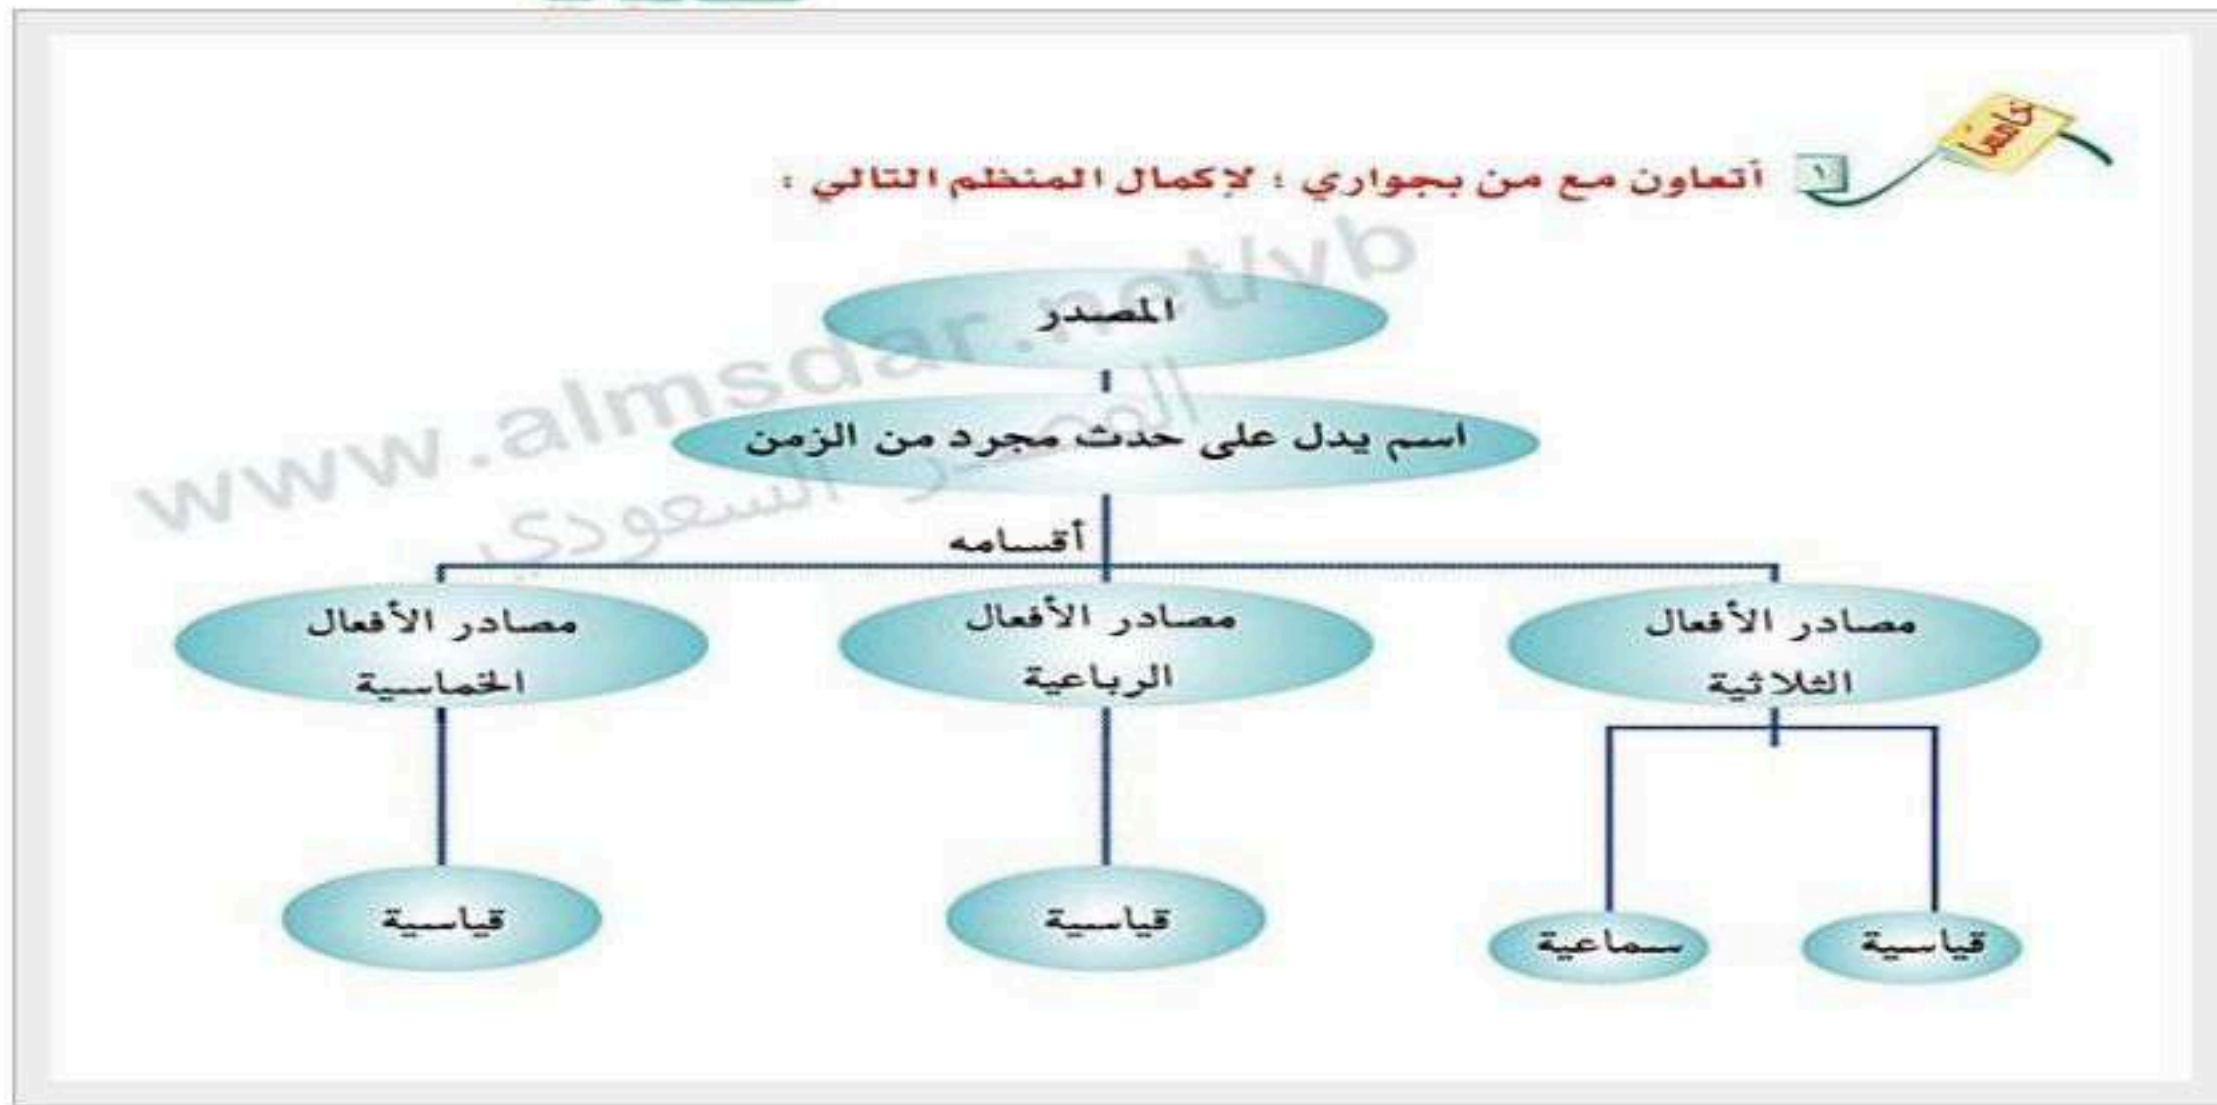 خامسًا
١ أتعاون مع من بجواري ؛ لإكمال المنظم التالي :
المصدر
اسم يدل على حدث مجرد من الزمن
أقسامه
مصادر الأفعال
الثلاثية
مصادر الأفعال
الرباعية
مصادر الأفعال
الخماسية
قياسية
سماعية
قياسية
قياسية
www.almsdar.net/vb
المصدر السعودي